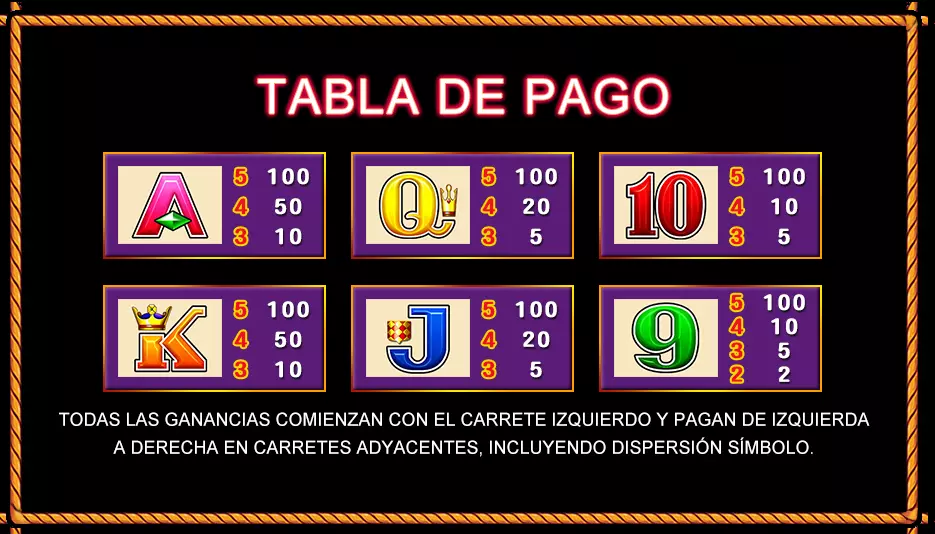 TABLA DE PAGO
A 5 100
4 50
3 10
Q 5 100
4 20
3 5
10 5 100
4 10
3 5
K 5 100
4 50
3 10
J 5 100
4 20
3 5
9 5 100
4 10
3 5
2 2
TODAS LAS GANANCIAS COMIENZAN CON EL CARRETE IZQUIERDO Y PAGAN DE IZQUIERDA
A DERECHA EN CARRETES ADYACENTES, INCLUYENDO DISPERSIÓN SÍMBOLO.